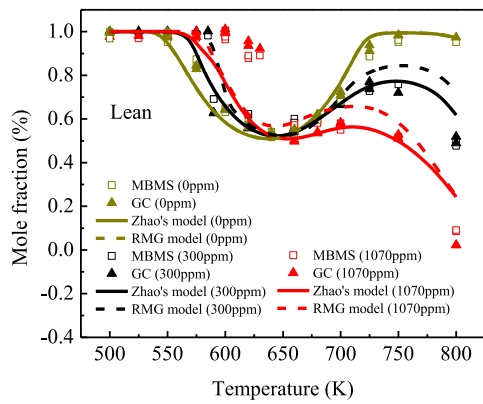 1.0
0.8
0.6
0.4
0.2
0.0
-0.2
-0.4
Mole fraction (%)
Lean
MBMS (0ppm)
GC (0ppm)
Zhao's model (0ppm)
RMG model (0ppm)
MBMS (300ppm)
GC (300ppm)
Zhao's model (300ppm)
RMG model (300ppm)
MBMS (1070ppm)
GC (1070ppm)
Zhao's model (1070ppm)
RMG model (1070ppm)
500 550 600 650 700 750 800
Temperature (K)